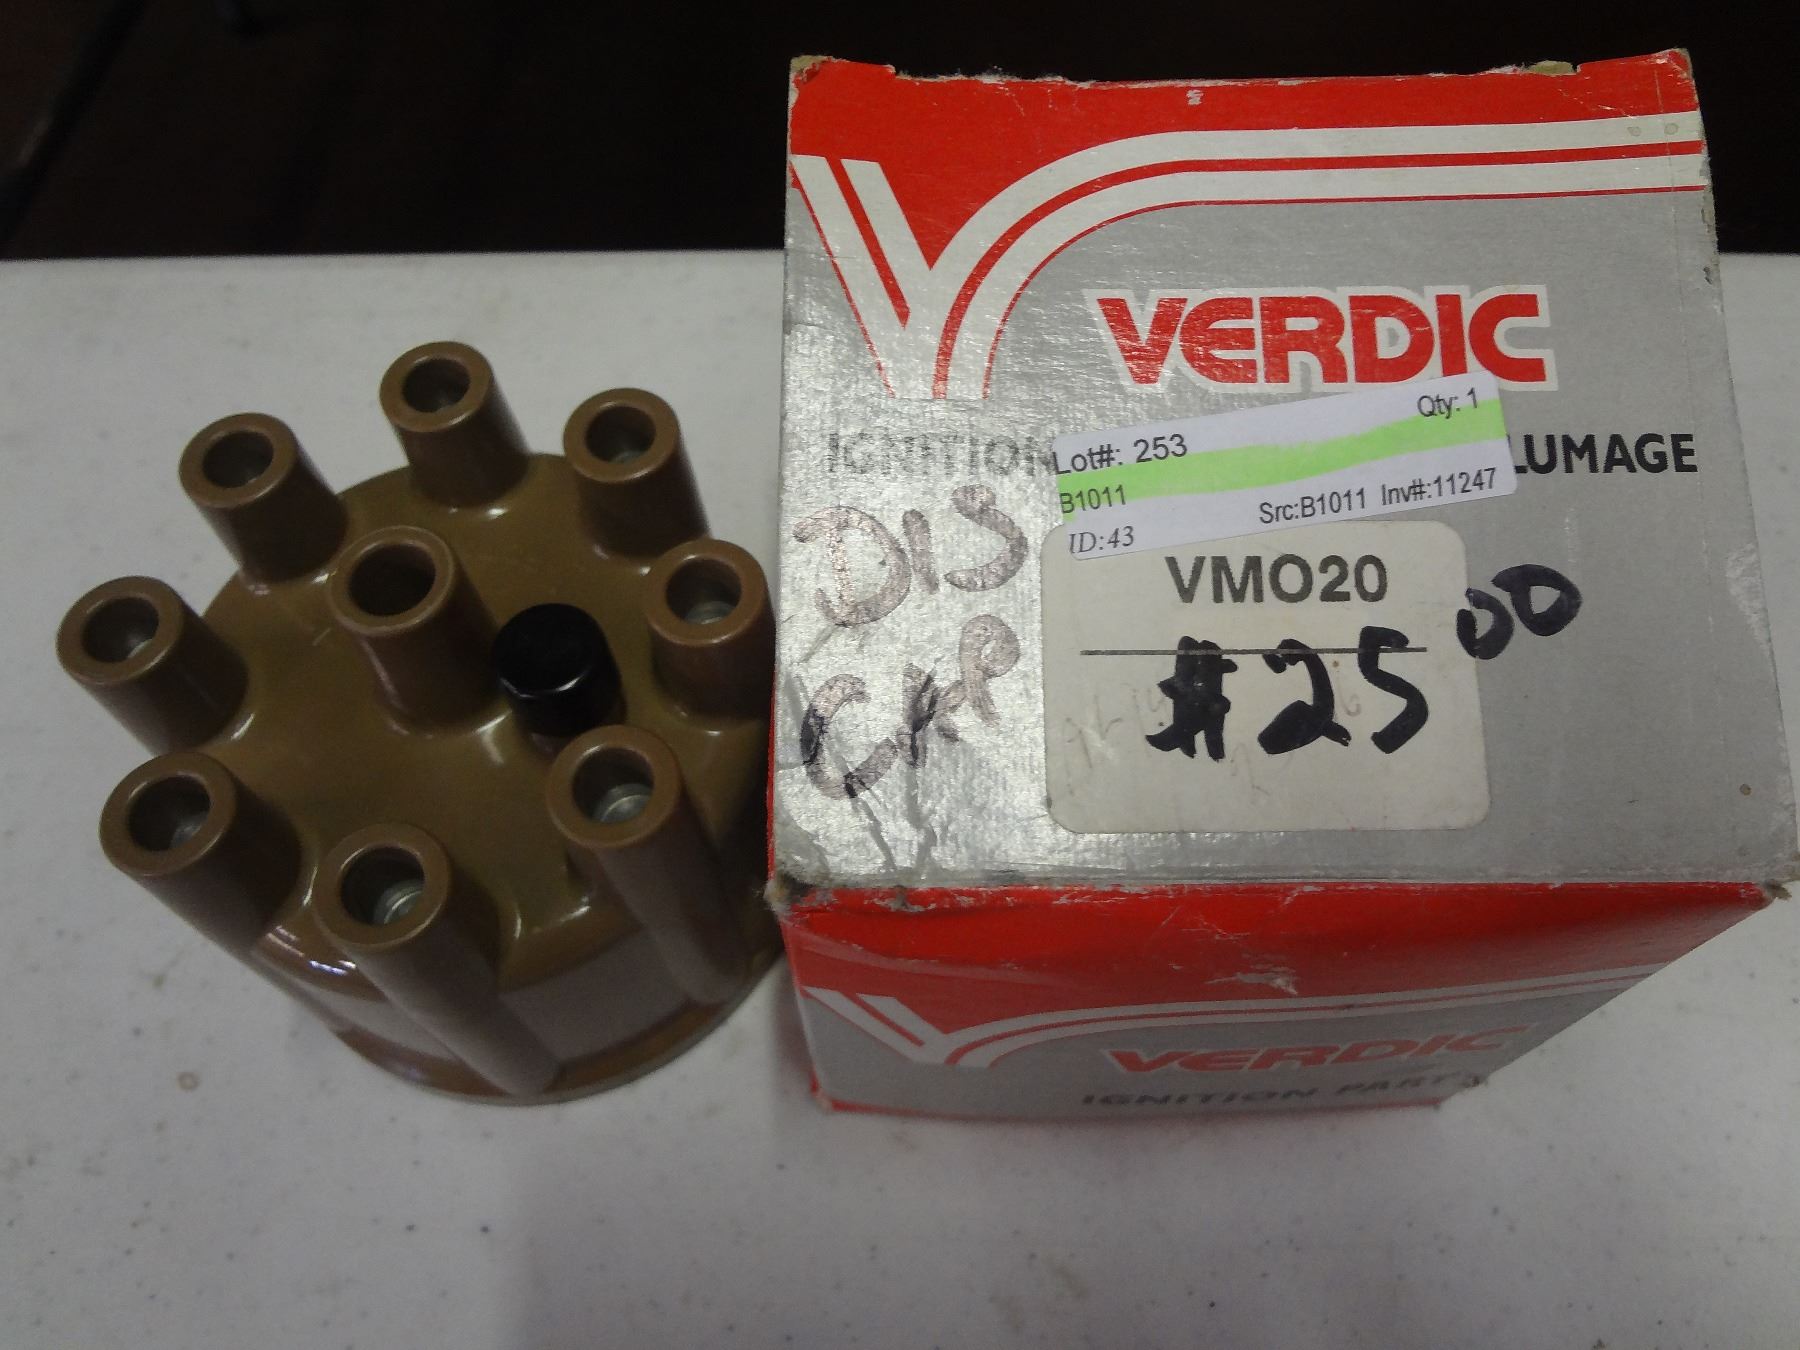 VERDIC
IGNITION LUMAGE
Lot#: 253 Qty: 1
B1011 Src:B1011 Inv#:11247
ID:43
DIS
CAP
VMO20
#25 00
VERDIC
IGNITION PARTS